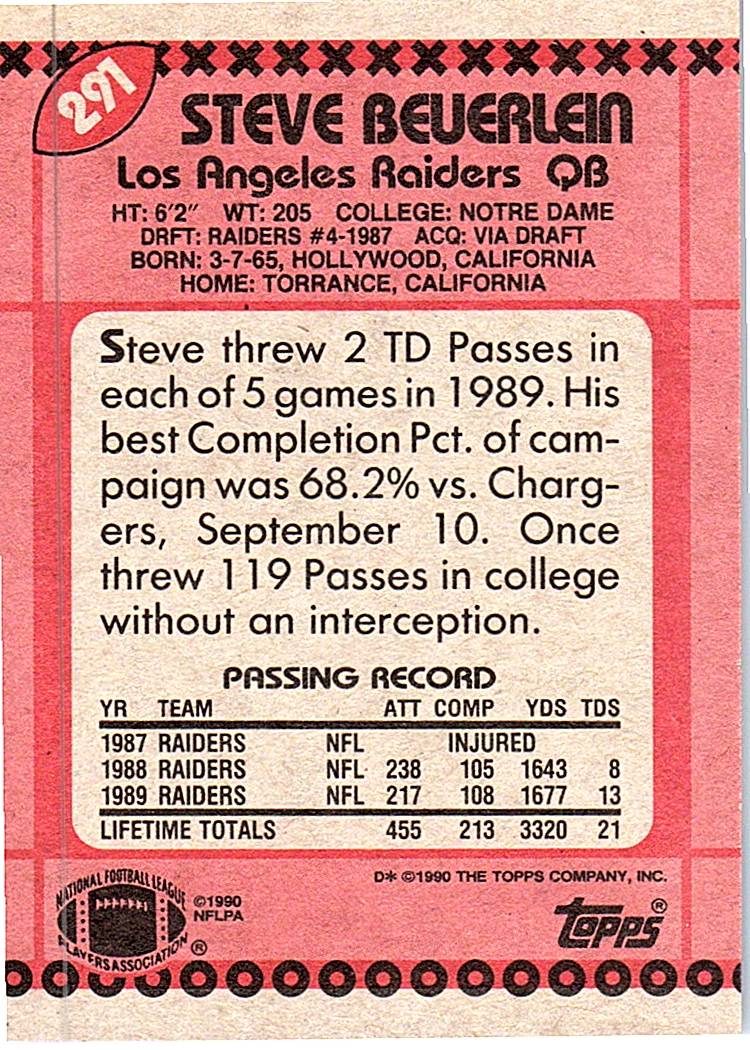 291
STEVE BEUERLEIN
Los Angeles Raiders QB
HT: 6'2" WT: 205 COLLEGE: NOTRE DAME
DRFT: RAIDERS #4-1987 ACQ: VIA DRAFT
BORN: 3-7-65, HOLLYWOOD, CALIFORNIA
HOME: TORRANCE, CALIFORNIA
Steve threw 2 TD Passes in
each of 5 games in 1989. His
best Completion Pct. of cam-
paign was 68.2% vs. Charg-
ers, September 10. Once
threw 119 Passes in college
without an interception.
PASSING RECORD
YR TEAM ATT COMP YDS TDS
1987 RAIDERS NFL INJURED
1988 RAIDERS NFL 238 105 1643 8
1989 RAIDERS NFL 217 108 1677 13
LIFETIME TOTALS 455 213 3320 21
D* ©1990 THE TOPPS COMPANY, INC.
NATIONAL FOOTBALL LEAGUE
PLAYERS ASSOCIATION ®
©1990
NFLPA
TOPPS ®